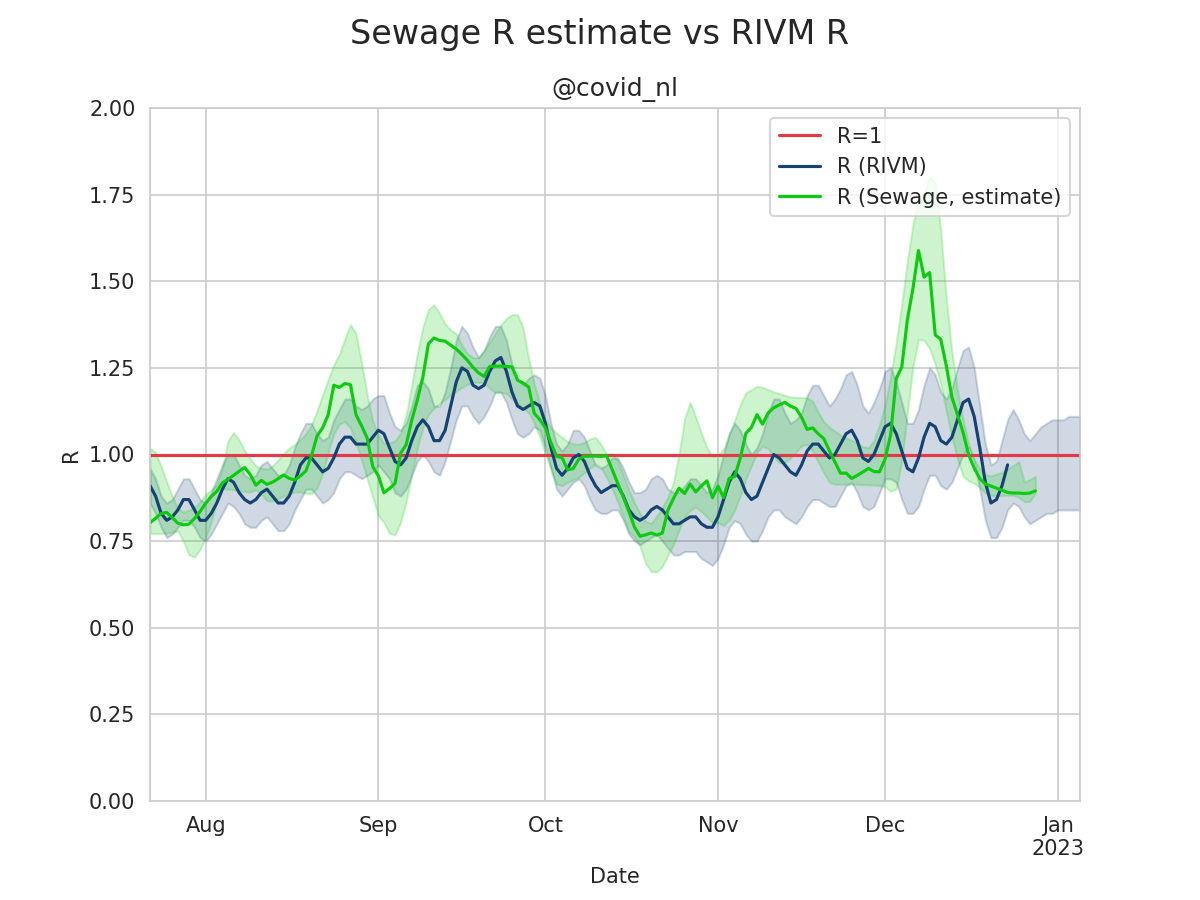 Sewage R estimate vs RIVM R
@covid_nl
R=1
R (RIVM)
R (Sewage, estimate)
2.00
1.75
1.50
1.25
1.00
0.75
0.50
0.25
0.00
R
Aug Sep Oct Nov Dec Jan
2023
Date